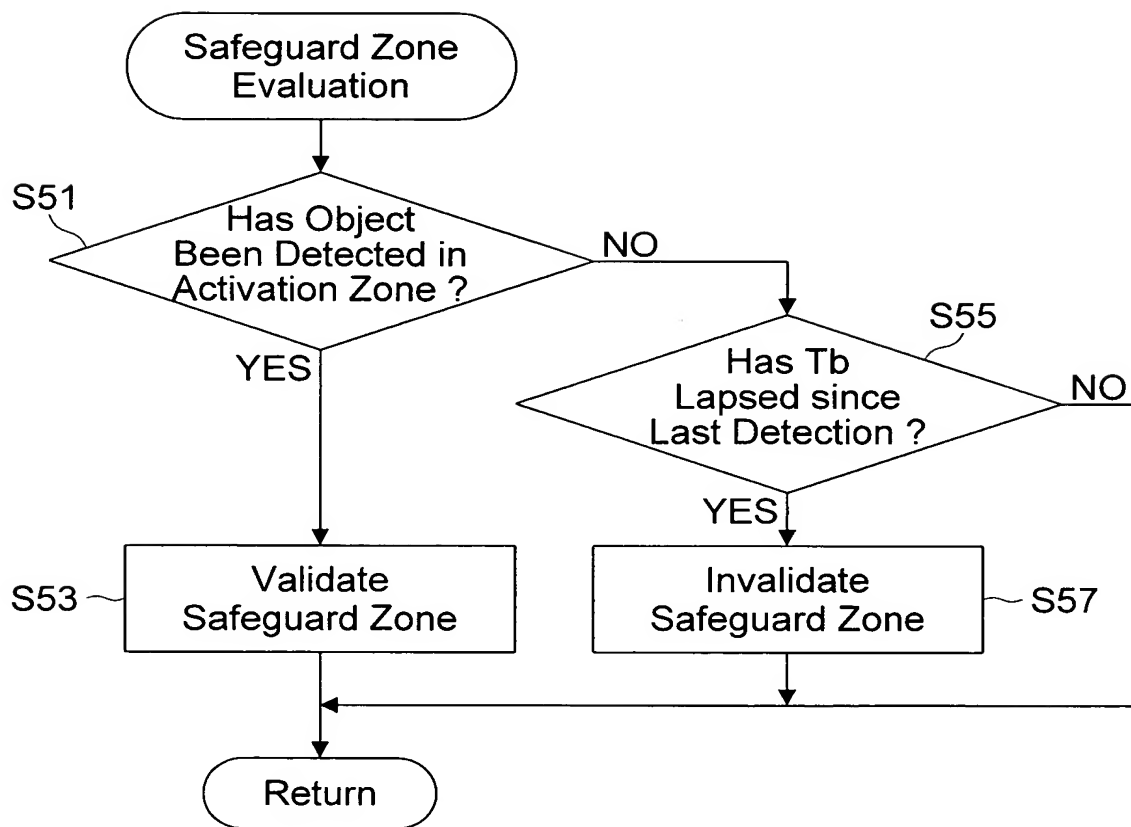 Safeguard Zone
Evaluation
S51
Has Object
Been Detected in
Activation Zone ?
NO
YES
S55
Has Tb
Lapsed since
Last Detection ?
NO
YES
S53
Validate
Safeguard Zone
Invalidate
Safeguard Zone
S57
Return